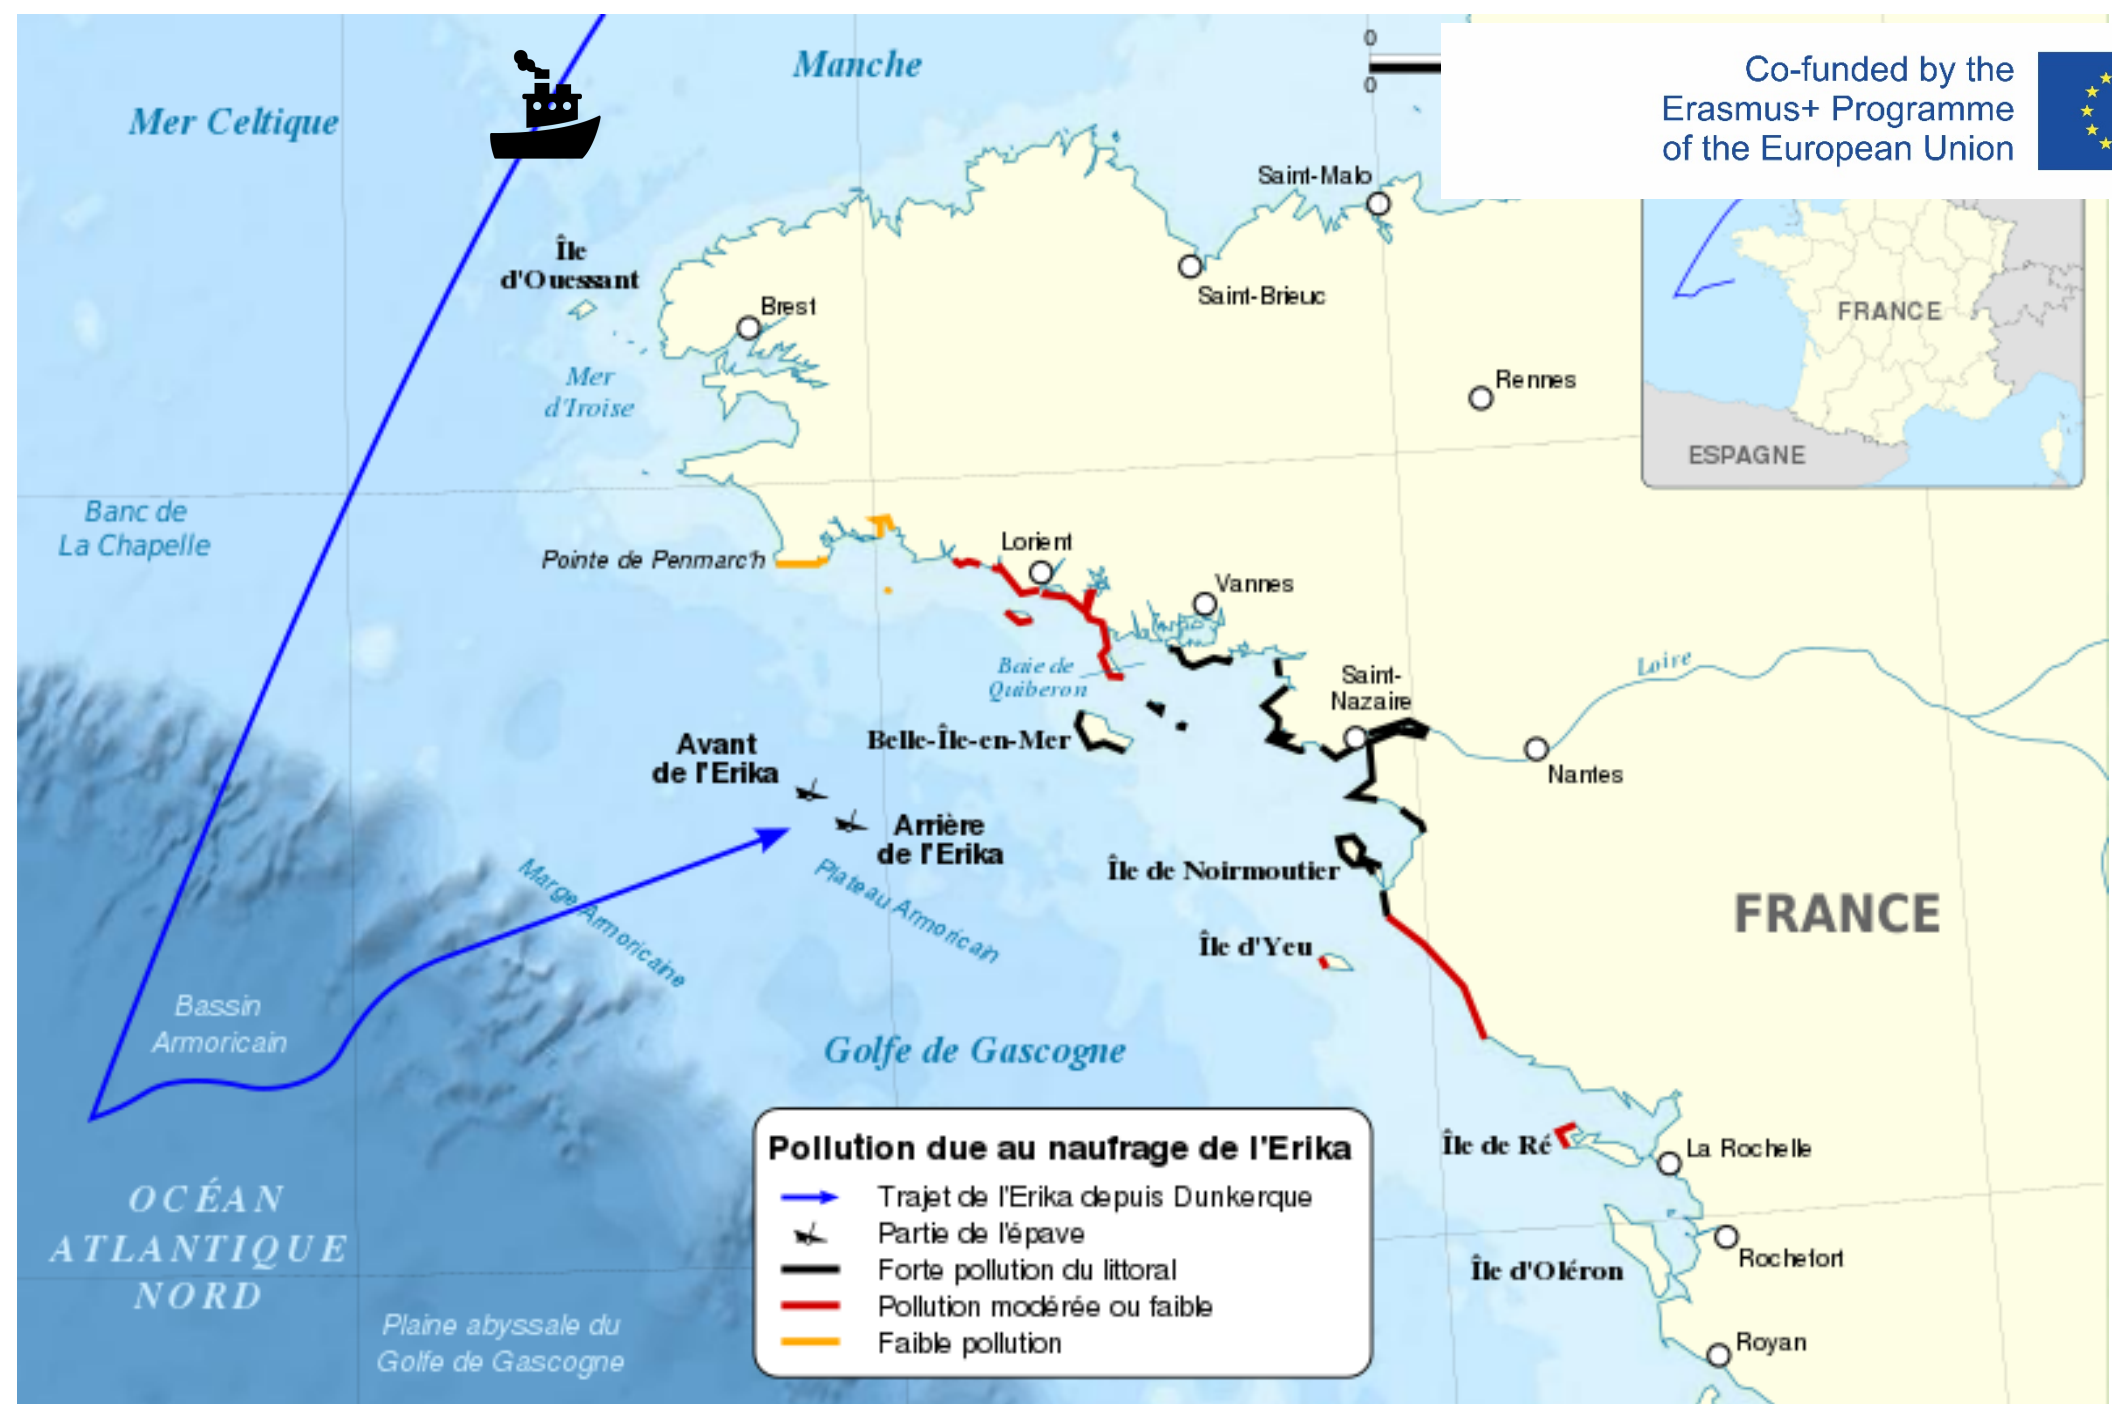 Manche
0
0
Co-funded by the
Erasmus+ Programme
of the European Union
Mer Celtique
Saint-Malo
Île
d'Ouessant
Brest
Saint-Brieuc
FRANCE
Mer
d'Iroise
Rennes
ESPAGNE
Banc de
La Chapelle
Pointe de Penmarc'h
Lorient
Vannes
Baie de
Quiberon
Saint-
Nazaire
Loire
Belle-Île-en-Mer
Avant
de l'Erika
Nantes
Arrière
de l'Erika
Île de Noirmoutier
Marge Armoricaine
Plateau Armoricain
FRANCE
Île d'Yeu
Bassin
Armoricain
Golfe de Gascogne
Île de Ré
La Rochelle
OCÉAN
ATLANTIQUE
NORD
Île d'Oléron
Rochefort
Royan
Plaine abyssale du
Golfe de Gascogne
Pollution due au naufrage de l'Erika
Trajet de l'Erika depuis Dunkerque
Partie de l'épave
Forte pollution du littoral
Pollution modérée ou faible
Faible pollution